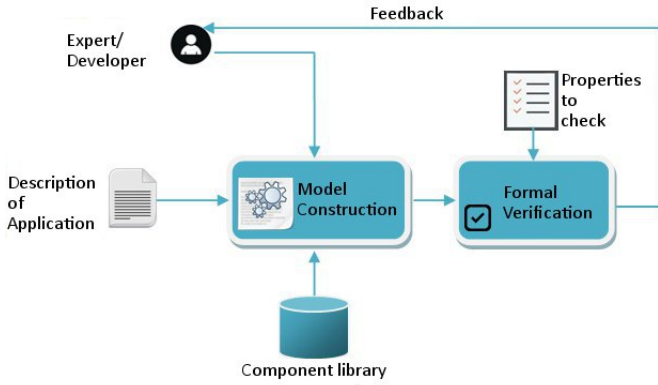 Feedback
Expert/
Developer
Properties
to
check
Description
of
Application
Model
Construction
Formal
Verification
Component library